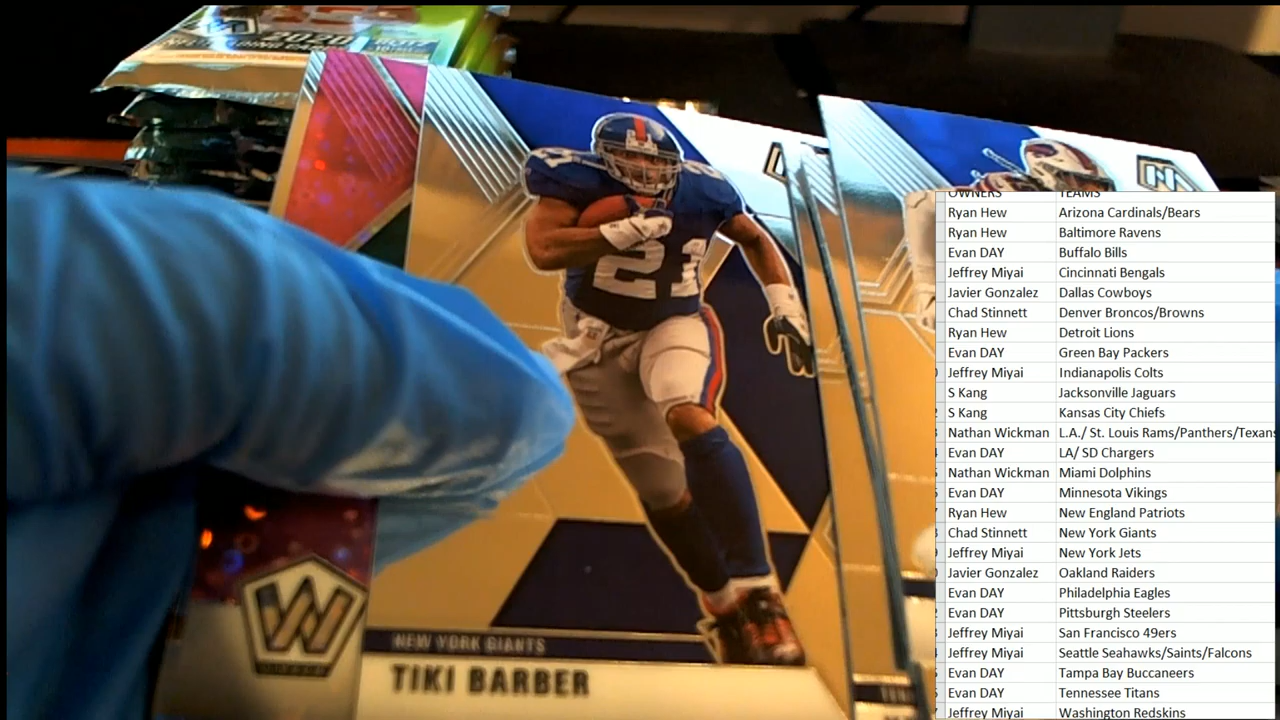 2020
21
21
21
NEW YORK GIANTS
TIKI BARBER
OWNERS TEAMS
Ryan Hew Arizona Cardinals/Bears
Ryan Hew Baltimore Ravens
Evan DAY Buffalo Bills
Jeffrey Miyai Cincinnati Bengals
Javier Gonzalez Dallas Cowboys
Chad Stinnett Denver Broncos/Browns
Ryan Hew Detroit Lions
Evan DAY Green Bay Packers
Jeffrey Miyai Indianapolis Colts
S Kang Jacksonville Jaguars
S Kang Kansas City Chiefs
Nathan Wickman L.A./ St. Louis Rams/Panthers/Texans
Evan DAY LA/ SD Chargers
Nathan Wickman Miami Dolphins
Evan DAY Minnesota Vikings
Ryan Hew New England Patriots
Chad Stinnett New York Giants
Jeffrey Miyai New York Jets
Javier Gonzalez Oakland Raiders
Evan DAY Philadelphia Eagles
Evan DAY Pittsburgh Steelers
Jeffrey Miyai San Francisco 49ers
Jeffrey Miyai Seattle Seahawks/Saints/Falcons
Evan DAY Tampa Bay Buccaneers
Evan DAY Tennessee Titans
Jeffrey Miyai Washington Redskins